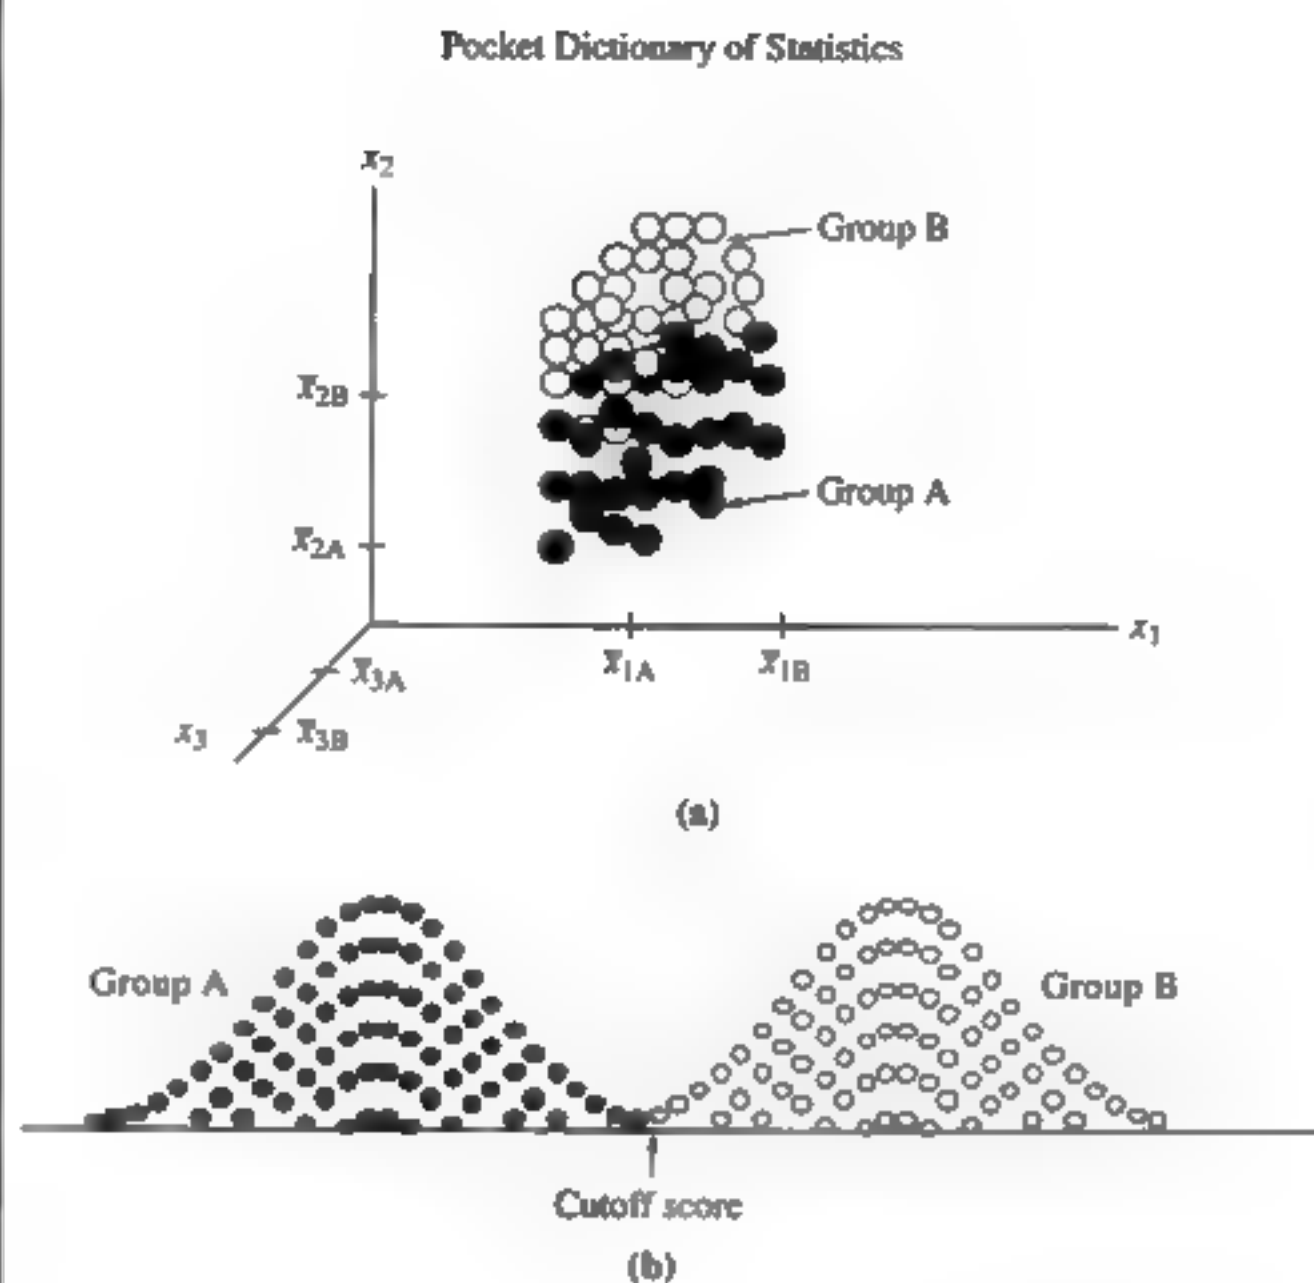 Pocket Dictionary of Statistics
x₂
Group B
x̄₂B
Group A
x̄₂A
x₁
x̄₁A x̄₁B
x̄₃A
x₃ x̄₃B
(a)
Group A
Group B
Cutoff score
(b)